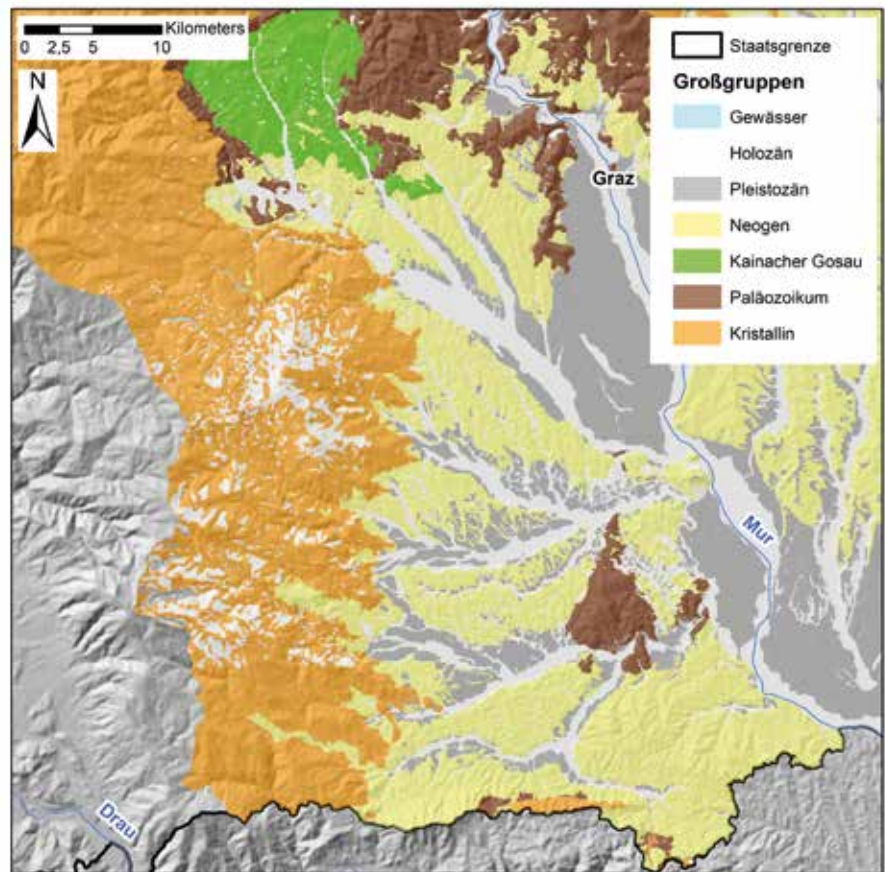 Kilometers
0 2,5 5 10
N
Staatsgrenze
Großgruppen
Gewässer
Holozän
Pleistozän
Neogen
Kainacher Gosau
Paläozoikum
Kristallin
Graz
Mur
Drau